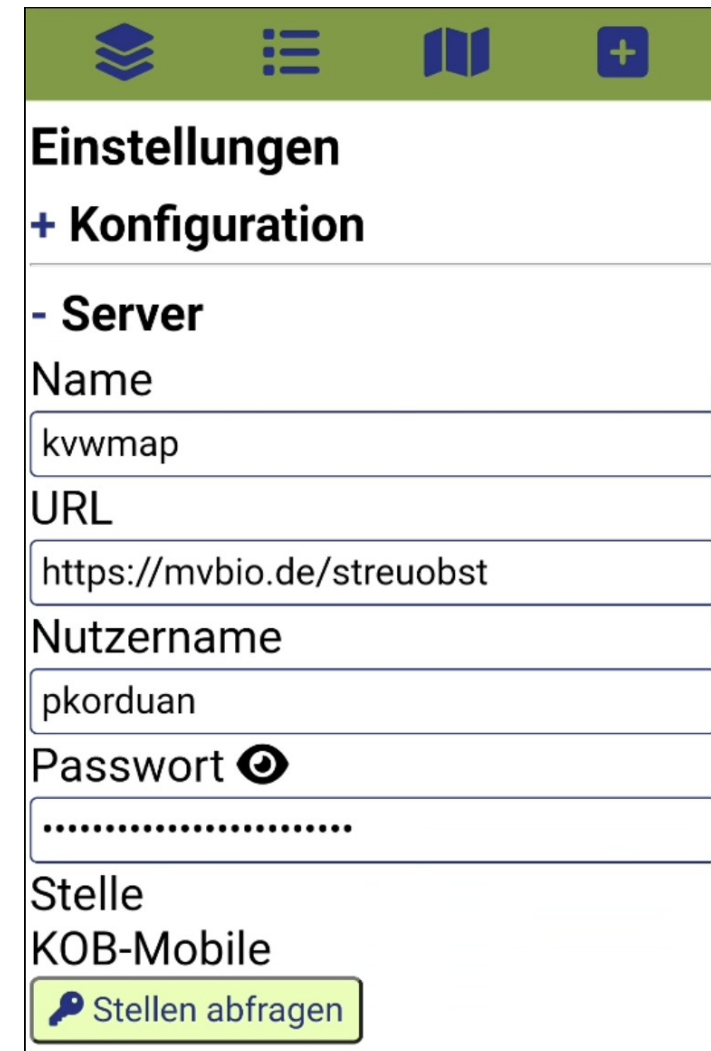 Einstellungen
+ Konfiguration
- Server
Name
kvwmap
URL
https://mvbio.de/streuobst
Nutzername
pkorduan
Passwort
•••••••••••••••••••••••••
Stelle
KOB-Mobile
Stellen abfragen